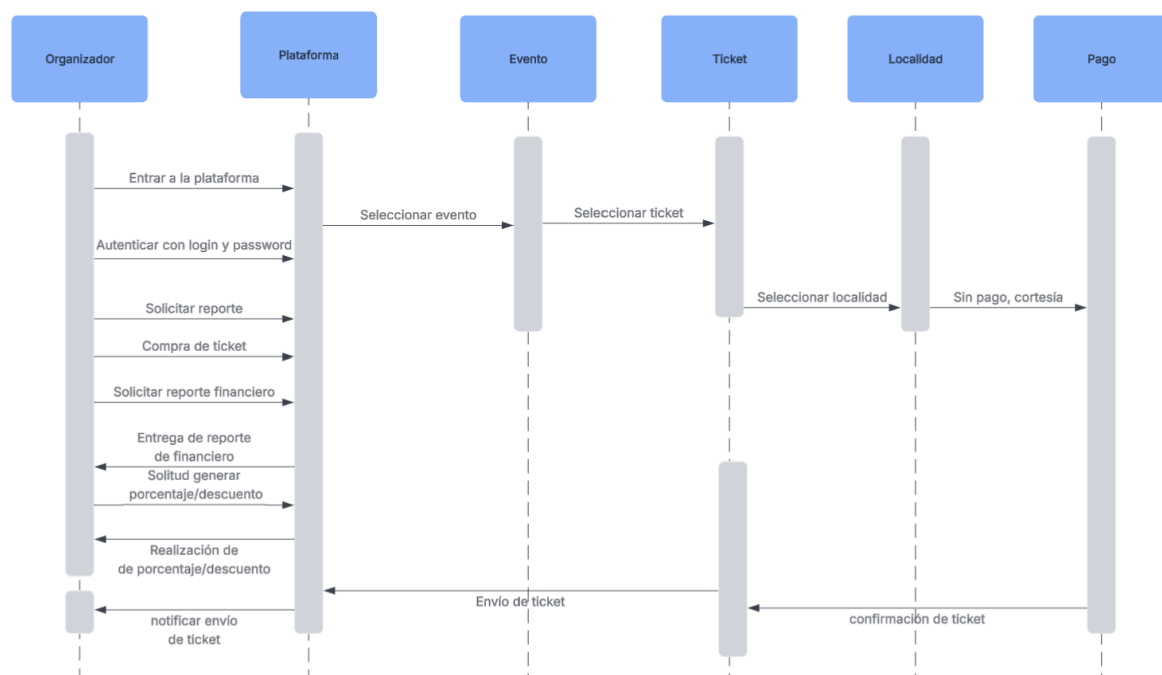 Organizador
Plataforma
Evento
Ticket
Localidad
Pago
Entrar a la plataforma
Seleccionar evento
Seleccionar ticket
Autenticar con login y password
Seleccionar localidad
Sin pago, cortesía
Solicitar reporte
Compra de ticket
Solicitar reporte financiero
Entrega de reporte
de financiero
Solitud generar
porcentaje/descuento
Realización de
de porcentaje/descuento
Envío de ticket
confirmación de ticket
notificar envío
de ticket